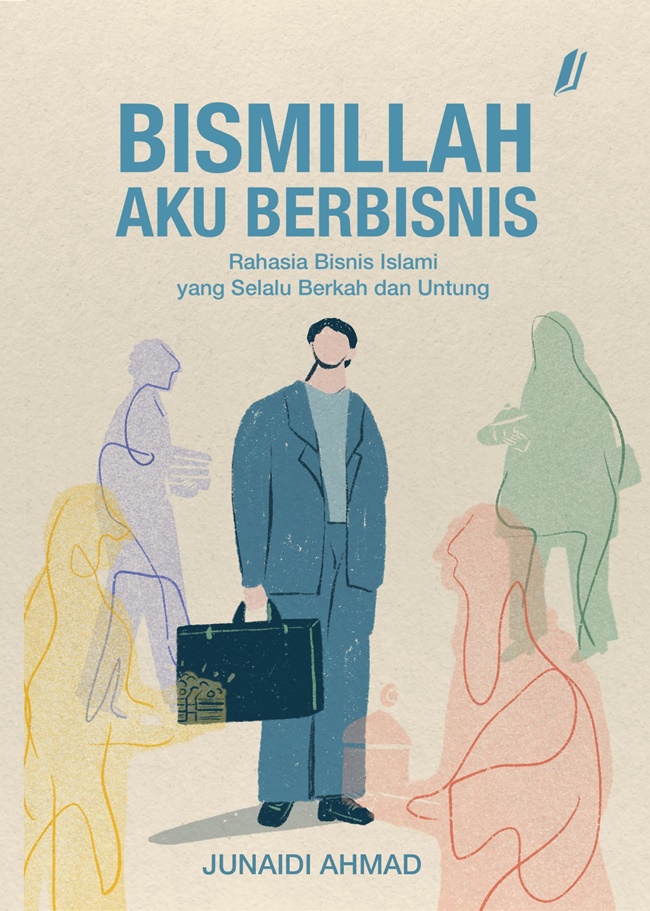 BISMILLAH
AKU BERBISNIS
Rahasia Bisnis Islami
yang Selalu Berkah dan Untung
JUNAIDI AHMAD